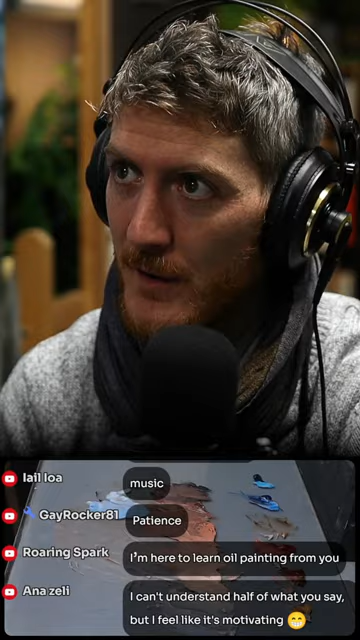 lail loa
music
GayRocker81
Patience
Roaring Spark
I'm here to learn oil painting from you
Ana zeli
I can't understand half of what you say,
but I feel like it's motivating 😁